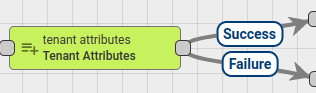 tenant attributes
Tenant Attributes
Success
Failure